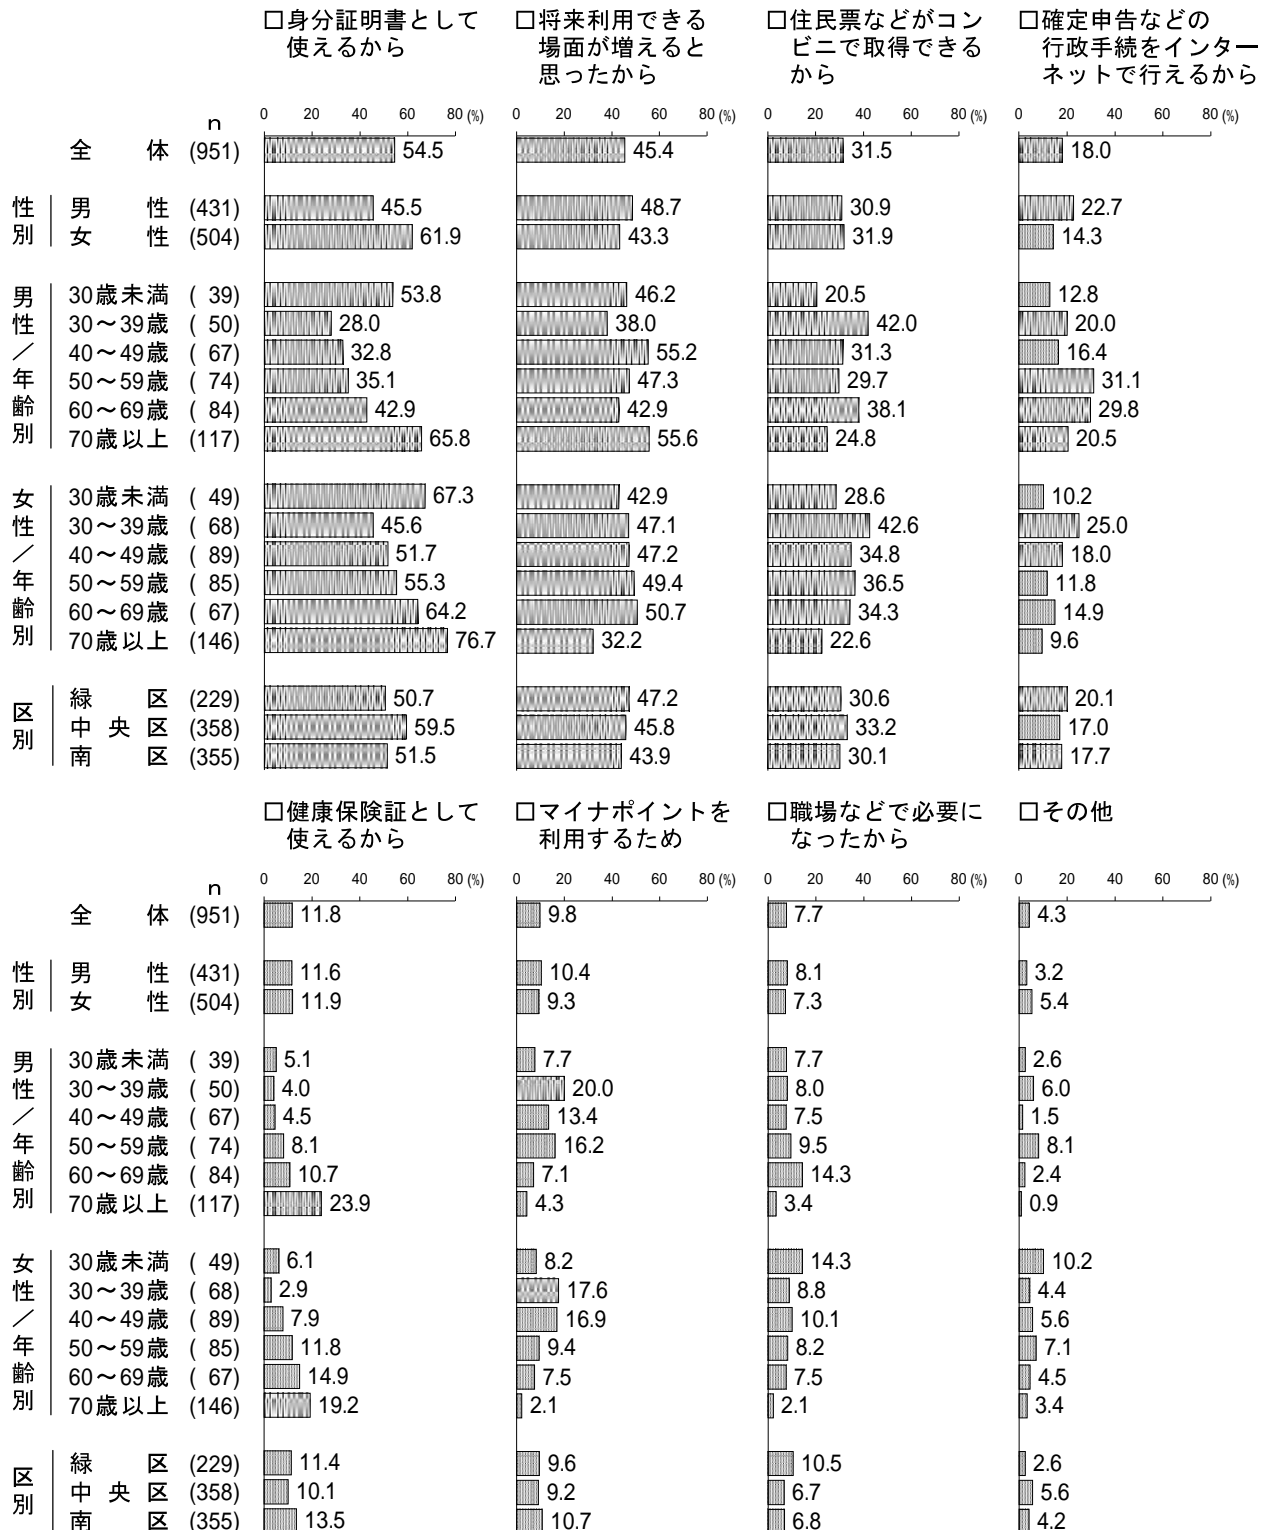 □身分証明書として
使えるから
□将来利用できる
場面が増えると
思ったから
□住民票などがコン
ビニで取得できる
から
□確定申告などの
行政手続をインター
ネットで行えるから
n 0 20 40 60 80 (%) 0 20 40 60 80 (%) 0 20 40 60 80 (%) 0 20 40 60 80 (%)
全体 (951) 54.5 45.4 31.5 18.0
性別
男性 (431) 45.5 48.7 30.9 22.7
女性 (504) 61.9 43.3 31.9 14.3
男性/年齢別
30歳未満 ( 39) 53.8 46.2 20.5 12.8
30～39歳 ( 50) 28.0 38.0 42.0 20.0
40～49歳 ( 67) 32.8 55.2 31.3 16.4
50～59歳 ( 74) 35.1 47.3 29.7 31.1
60～69歳 ( 84) 42.9 42.9 38.1 29.8
70歳以上 (117) 65.8 55.6 24.8 20.5
女性/年齢別
30歳未満 ( 49) 67.3 42.9 28.6 10.2
30～39歳 ( 68) 45.6 47.1 42.6 25.0
40～49歳 ( 89) 51.7 47.2 34.8 18.0
50～59歳 ( 85) 55.3 49.4 36.5 11.8
60～69歳 ( 67) 64.2 50.7 34.3 14.9
70歳以上 (146) 76.7 32.2 22.6 9.6
区別
緑区 (229) 50.7 47.2 30.6 20.1
中央区 (358) 59.5 45.8 33.2 17.0
南区 (355) 51.5 43.9 30.1 17.7
□健康保険証として
使えるから
□マイナポイントを
利用するため
□職場などで必要に
なったから
□その他
n 0 20 40 60 80 (%) 0 20 40 60 80 (%) 0 20 40 60 80 (%) 0 20 40 60 80 (%)
全体 (951) 11.8 9.8 7.7 4.3
性別
男性 (431) 11.6 10.4 8.1 3.2
女性 (504) 11.9 9.3 7.3 5.4
男性/年齢別
30歳未満 ( 39) 5.1 7.7 7.7 2.6
30～39歳 ( 50) 4.0 20.0 8.0 6.0
40～49歳 ( 67) 4.5 13.4 7.5 1.5
50～59歳 ( 74) 8.1 16.2 9.5 8.1
60～69歳 ( 84) 10.7 7.1 14.3 2.4
70歳以上 (117) 23.9 4.3 3.4 0.9
女性/年齢別
30歳未満 ( 49) 6.1 8.2 14.3 10.2
30～39歳 ( 68) 2.9 17.6 8.8 4.4
40～49歳 ( 89) 7.9 16.9 10.1 5.6
50～59歳 ( 85) 11.8 9.4 8.2 7.1
60～69歳 ( 67) 14.9 7.5 7.5 4.5
70歳以上 (146) 19.2 2.1 2.1 3.4
区別
緑区 (229) 11.4 9.6 10.5 2.6
中央区 (358) 10.1 9.2 6.7 5.6
南区 (355) 13.5 10.7 6.8 4.2